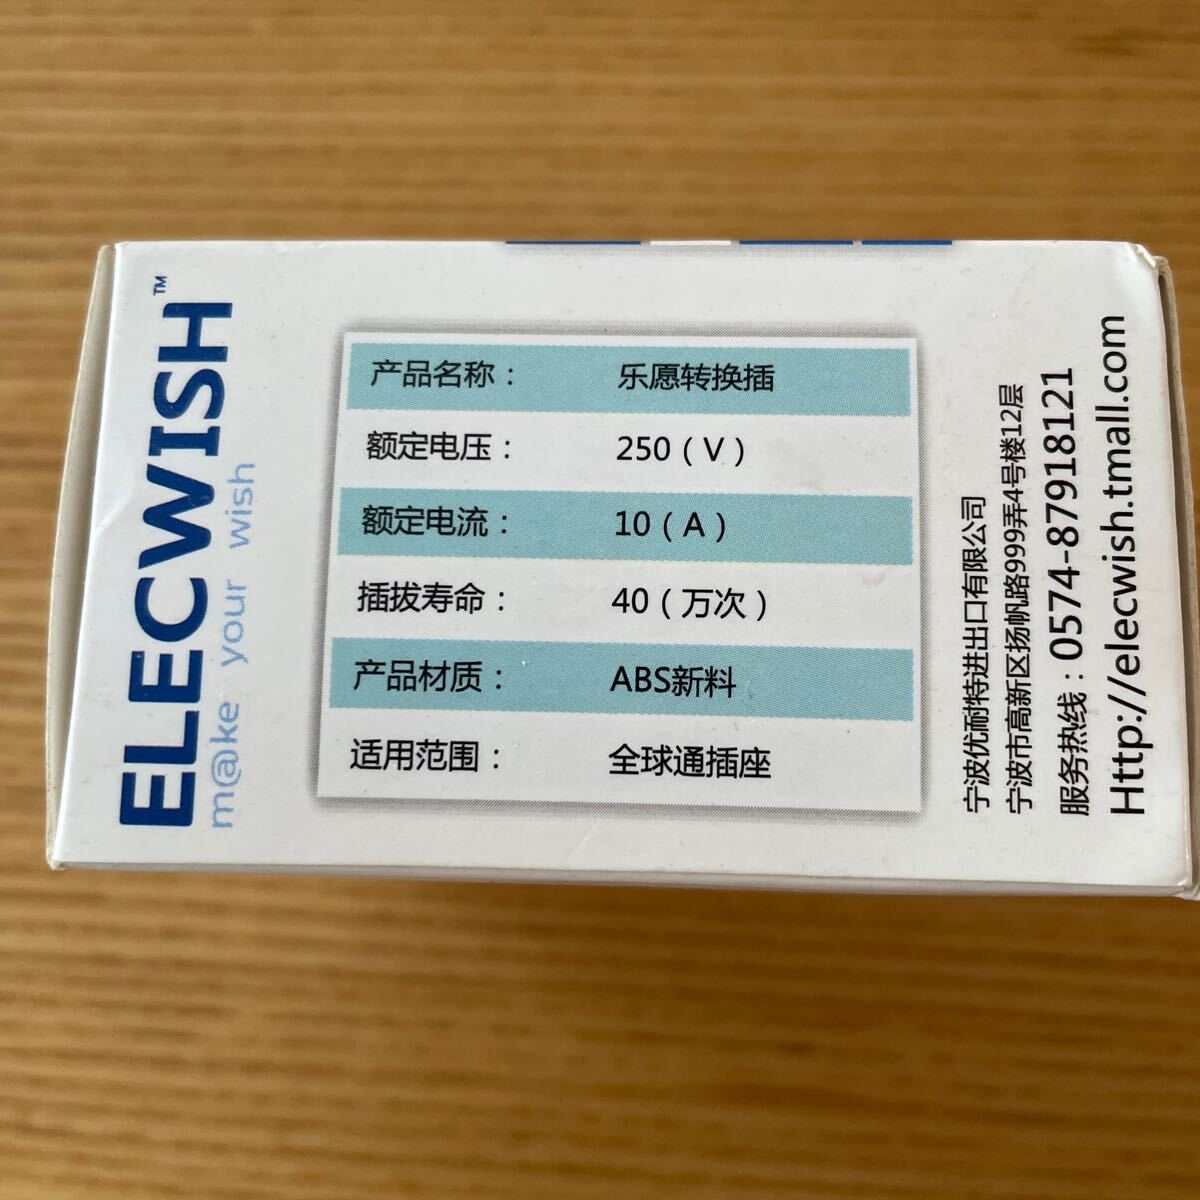 ELECWISH™
m@ke your wish
产品名称： 乐愿转换插
额定电压： 250（V）
额定电流： 10（A）
插拔寿命： 40（万次）
产品材质： ABS新料
适用范围： 全球通插座
宁波优耐特进出口有限公司
宁波市高新区扬帆路999弄4号楼12层
服务热线：0574-87918121
Http://elecwish.tmall.com